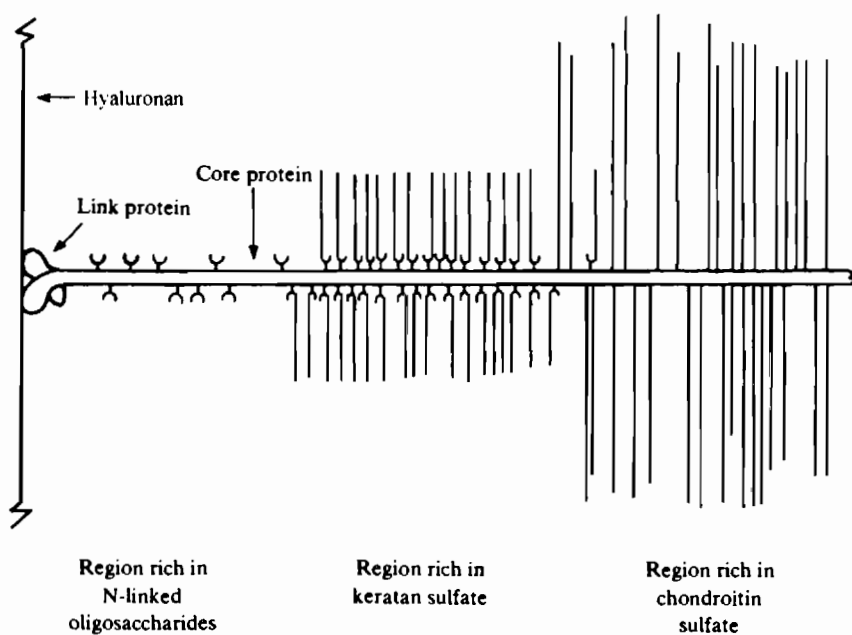 Hyaluronan
Core protein
Link protein
Region rich in
N-linked
oligosaccharides
Region rich in
keratan sulfate
Region rich in
chondroitin
sulfate